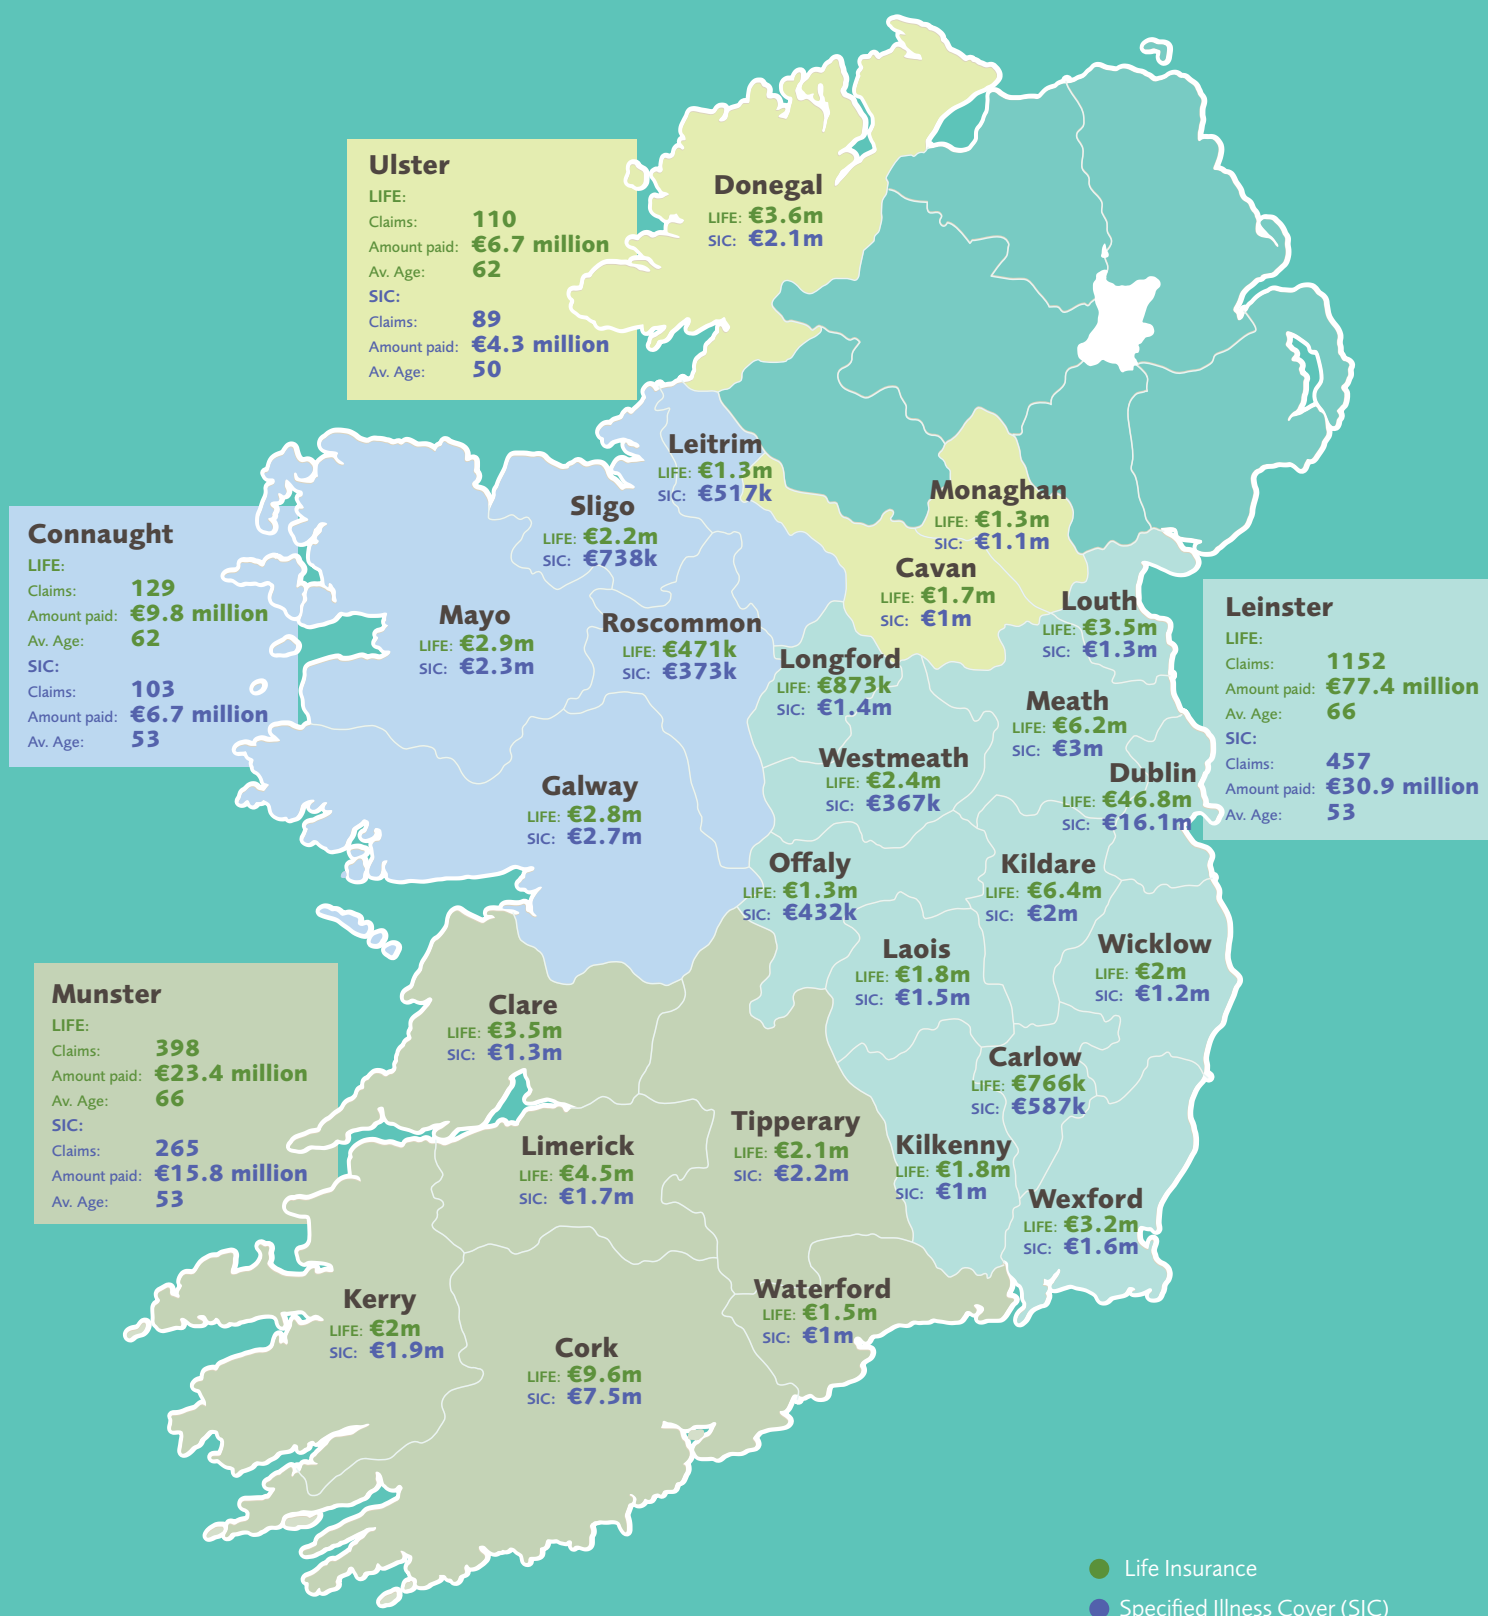 Ulster
LIFE:
Claims: 110
Amount paid: €6.7 million
Av. Age: 62
SIC:
Claims: 89
Amount paid: €4.3 million
Av. Age: 50
Donegal
LIFE: €3.6m
SIC: €2.1m
Leitrim
LIFE: €1.3m
SIC: €517k
Sligo
LIFE: €2.2m
SIC: €738k
Monaghan
LIFE: €1.3m
SIC: €1.1m
Cavan
LIFE: €1.7m
SIC: €1m
Connaught
LIFE:
Claims: 129
Amount paid: €9.8 million
Av. Age: 62
SIC:
Claims: 103
Amount paid: €6.7 million
Av. Age: 53
Mayo
LIFE: €2.9m
SIC: €2.3m
Roscommon
LIFE: €471k
SIC: €373k
Longford
LIFE: €873k
SIC: €1.4m
Louth
LIFE: €3.5m
SIC: €1.3m
Leinster
LIFE:
Claims: 1152
Amount paid: €77.4 million
Av. Age: 66
SIC:
Claims: 457
Amount paid: €30.9 million
Av. Age: 53
Meath
LIFE: €6.2m
SIC: €3m
Westmeath
LIFE: €2.4m
SIC: €367k
Dublin
LIFE: €46.8m
SIC: €16.1m
Galway
LIFE: €2.8m
SIC: €2.7m
Offaly
LIFE: €1.3m
SIC: €432k
Kildare
LIFE: €6.4m
SIC: €2m
Laois
LIFE: €1.8m
SIC: €1.5m
Wicklow
LIFE: €2m
SIC: €1.2m
Munster
LIFE:
Claims: 398
Amount paid: €23.4 million
Av. Age: 66
SIC:
Claims: 265
Amount paid: €15.8 million
Av. Age: 53
Clare
LIFE: €3.5m
SIC: €1.3m
Carlow
LIFE: €766k
SIC: €587k
Limerick
LIFE: €4.5m
SIC: €1.7m
Tipperary
LIFE: €2.1m
SIC: €2.2m
Kilkenny
LIFE: €1.8m
SIC: €1m
Wexford
LIFE: €3.2m
SIC: €1.6m
Waterford
LIFE: €1.5m
SIC: €1m
Kerry
LIFE: €2m
SIC: €1.9m
Cork
LIFE: €9.6m
SIC: €7.5m
Life Insurance
Specified Illness Cover (SIC)